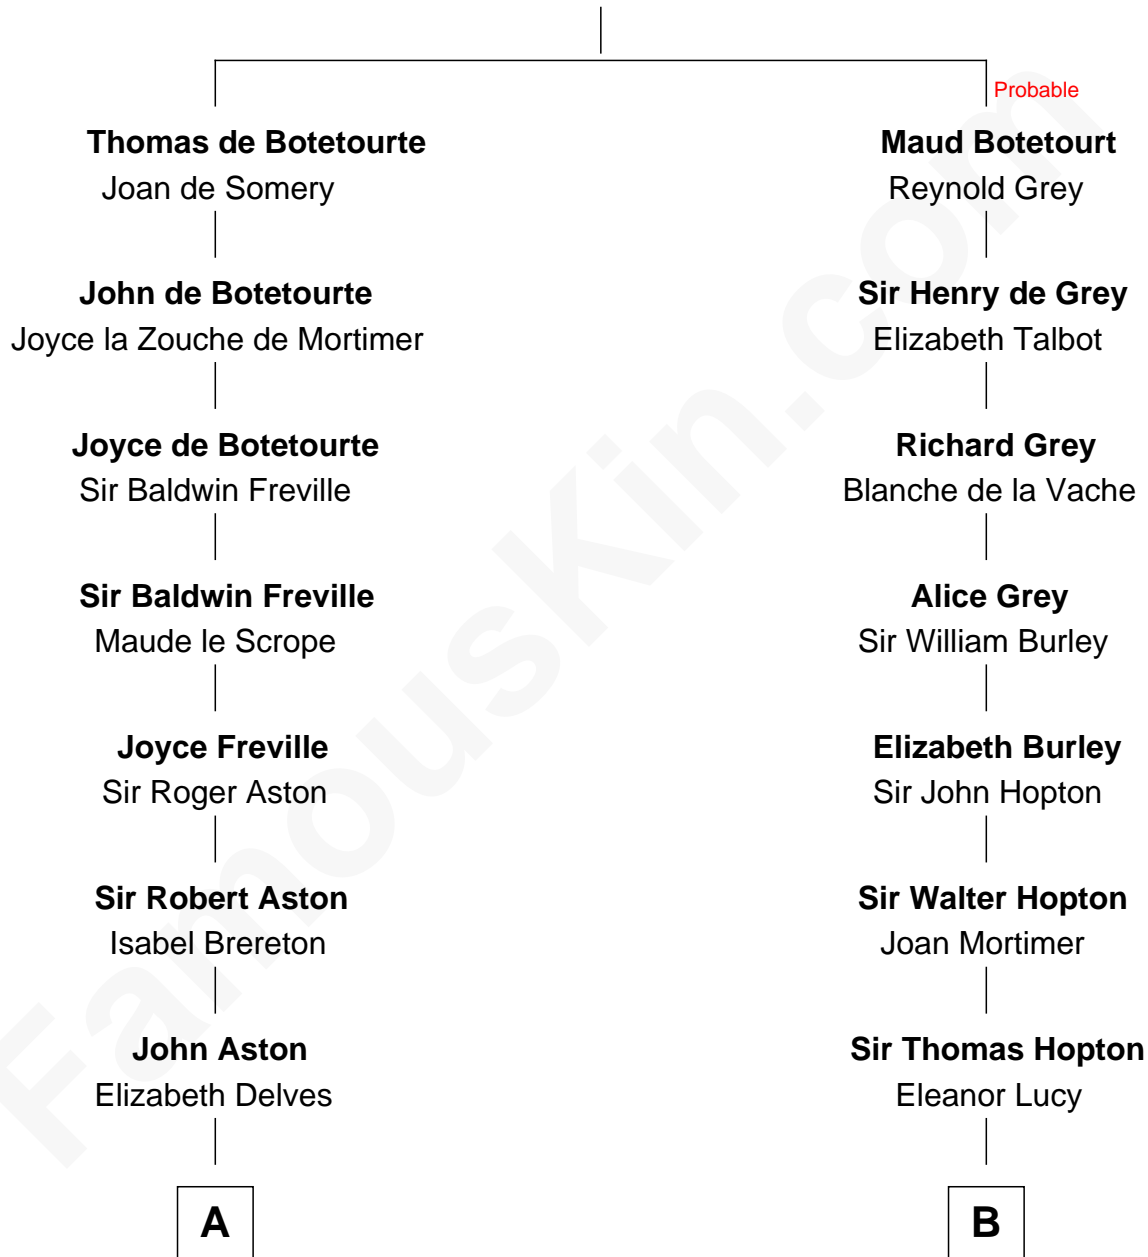 Probable
Thomas de Botetourte
Joan de Somery
Maud Botetourt
Reynold Grey
John de Botetourte
Joyce la Zouche de Mortimer
Sir Henry de Grey
Elizabeth Talbot
Joyce de Botetourte
Sir Baldwin Freville
Richard Grey
Blanche de la Vache
Sir Baldwin Freville
Maude le Scrope
Alice Grey
Sir William Burley
Joyce Freville
Sir Roger Aston
Elizabeth Burley
Sir John Hopton
Sir Robert Aston
Isabel Brereton
Sir Walter Hopton
Joan Mortimer
John Aston
Elizabeth Delves
Sir Thomas Hopton
Eleanor Lucy
A
B
FamousKin.com